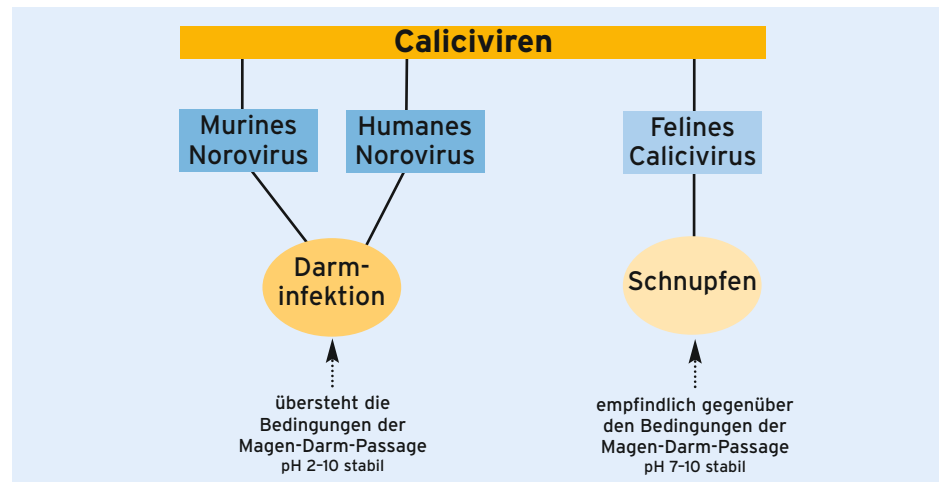 Caliciviren
Murines
Norovirus
Humanes
Norovirus
Felines
Calicivirus
Darm-
infektion
Schnupfen
übersteht die
Bedingungen der
Magen-Darm-Passage
pH 2–10 stabil
empfindlich gegenüber
den Bedingungen der
Magen-Darm-Passage
pH 7–10 stabil